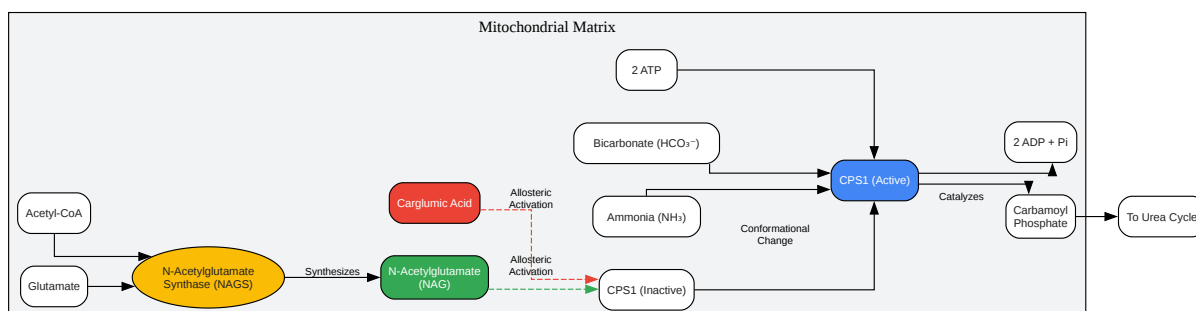 Mitochondrial Matrix
2 ATP
Bicarbonate (HCO₃⁻)
2 ADP + Pi
CPS1 (Active)
Allosteric
Activation
Carglumic Acid
Catalyzes
Acetyl-CoA
Ammonia (NH₃)
Carbamoyl
Phosphate
To Urea Cycle
Conformational
Change
N-Acetylglutamate
Synthase (NAGS)
Synthesizes
N-Acetylglutamate
(NAG)
Allosteric
Activation
Glutamate
CPS1 (Inactive)